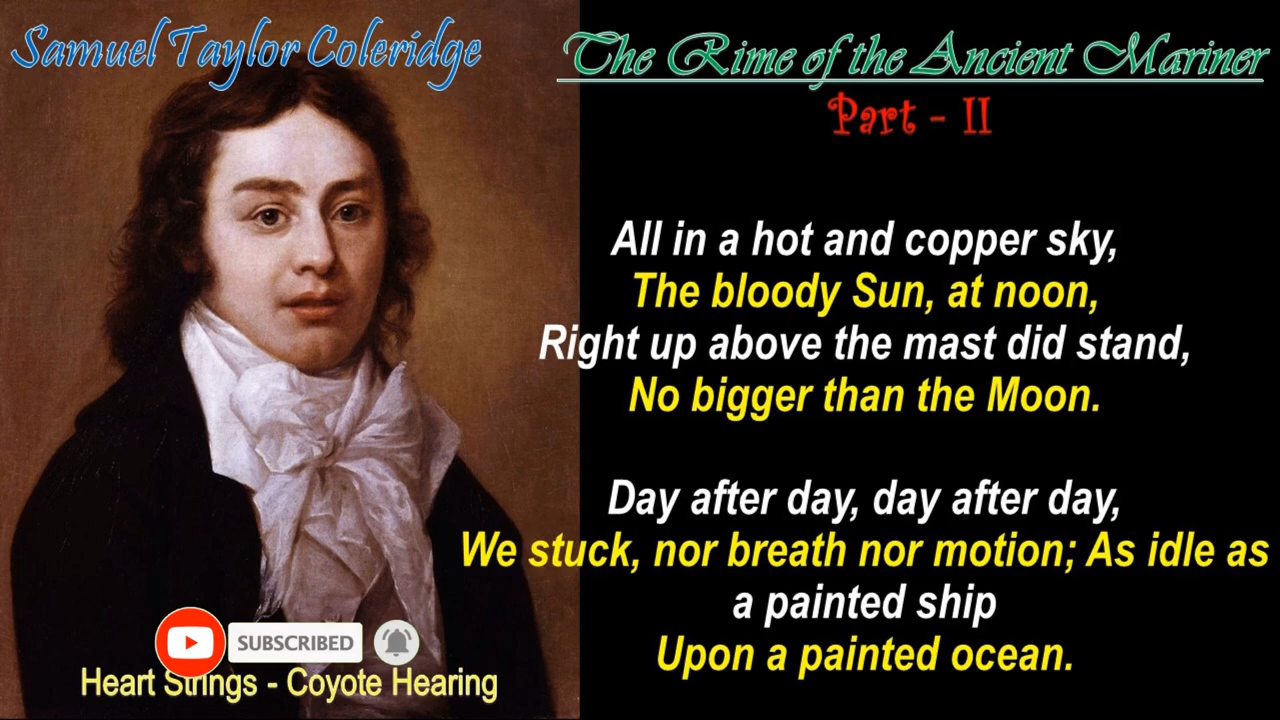 Samuel Taylor Coleridge
The Rime of the Ancient Mariner
Part - II
All in a hot and copper sky,
The bloody Sun, at noon,
Right up above the mast did stand,
No bigger than the Moon.
Day after day, day after day,
We stuck, nor breath nor motion; As idle as
a painted ship
Upon a painted ocean.
SUBSCRIBED
Heart Strings - Coyote Hearing